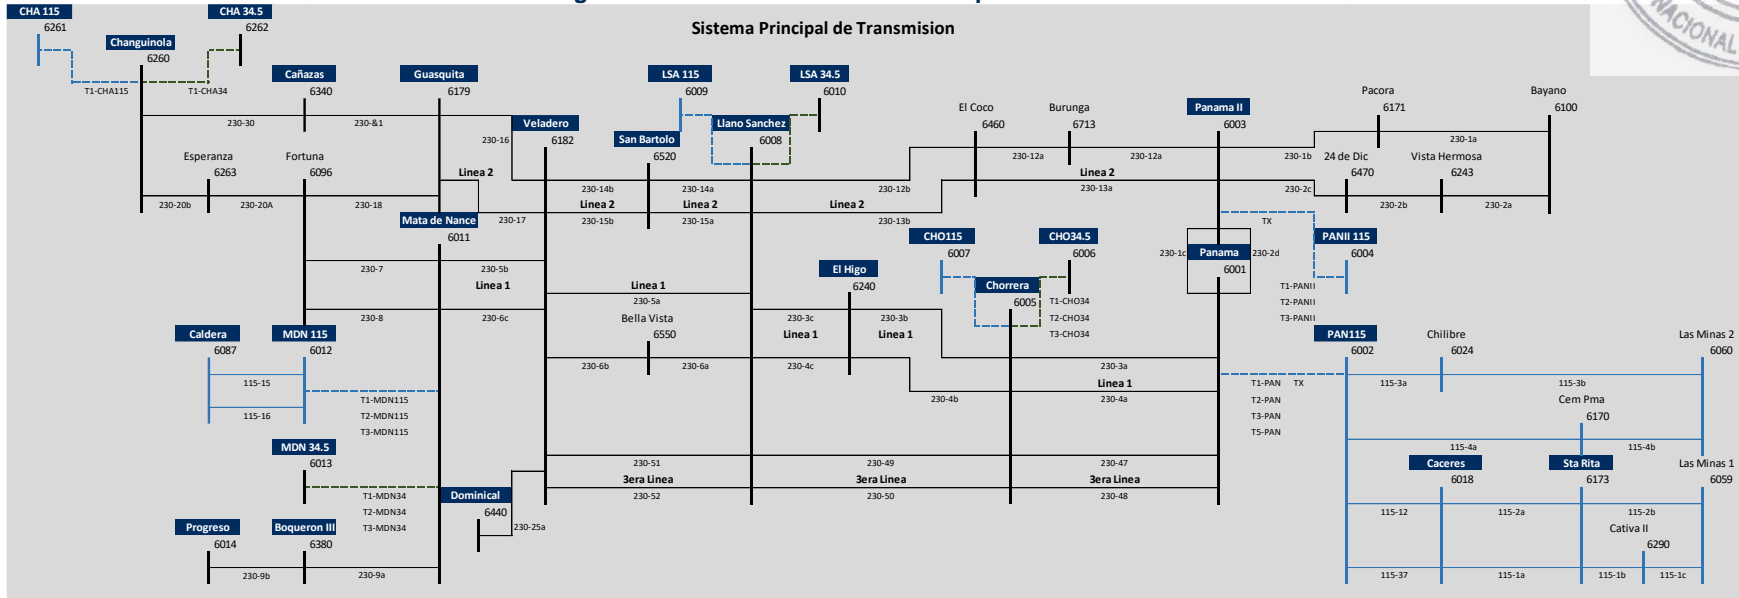 Sistema Principal de Transmision
NACIONAL
CHA 115
6261
CHA 34.5
6262
Changuinola
6260
T1-CHA115
T1-CHA34
Cañazas
6340
Guasquita
6179
230-30
230-&1
230-16
Esperanza
6263
Fortuna
6096
230-20b
230-20A
230-18
Linea 2
230-17
Veladero
6182
San Bartolo
6520
LSA 115
6009
LSA 34.5
6010
Llano Sanchez
6008
230-14b
230-14a
230-12b
Linea 2
Linea 2
Linea 2
230-15b
230-15a
230-13b
El Coco
6460
Burunga
6713
Panama II
6003
230-12a
230-12a
Linea 2
230-13a
Pacora
6171
Bayano
6100
230-1b
230-1a
24 de Dic
6470
Vista Hermosa
6243
230-2c
230-2b
230-2a
Mata de Nance
6011
230-7
230-5b
Linea 1
230-8
230-6c
Linea 1
230-5a
Bella Vista
6550
230-6b
230-6a
El Higo
6240
230-3c
230-3b
Linea 1
Linea 1
230-4c
230-4b
CHO115
6007
CHO34.5
6006
Chorrera
6005
T1-CHO34
T2-CHO34
T3-CHO34
230-3a
Linea 1
230-4a
TX
230-1c
Panama
6001
230-2d
PANII 115
6004
T1-PANII
T2-PANII
T3-PANII
Caldera
6087
MDN 115
6012
115-15
115-16
T1-MDN115
T2-MDN115
T3-MDN115
MDN 34.5
6013
T1-MDN34
T2-MDN34
T3-MDN34
Progreso
6014
Boqueron III
6380
230-9b
230-9a
Dominical
6440
230-25a
230-51
230-49
230-47
3era Linea
3era Linea
3era Linea
230-52
230-50
230-48
PAN115
6002
Chilibre
6024
Las Minas 2
6060
T1-PAN TX
T2-PAN
T3-PAN
T5-PAN
115-3a
115-3b
Cem Pma
6170
115-4a
115-4b
Caceres
6018
Sta Rita
6173
Las Minas 1
6059
115-12
115-2a
115-2b
Cativa II
6290
115-37
115-1a
115-1b
115-1c